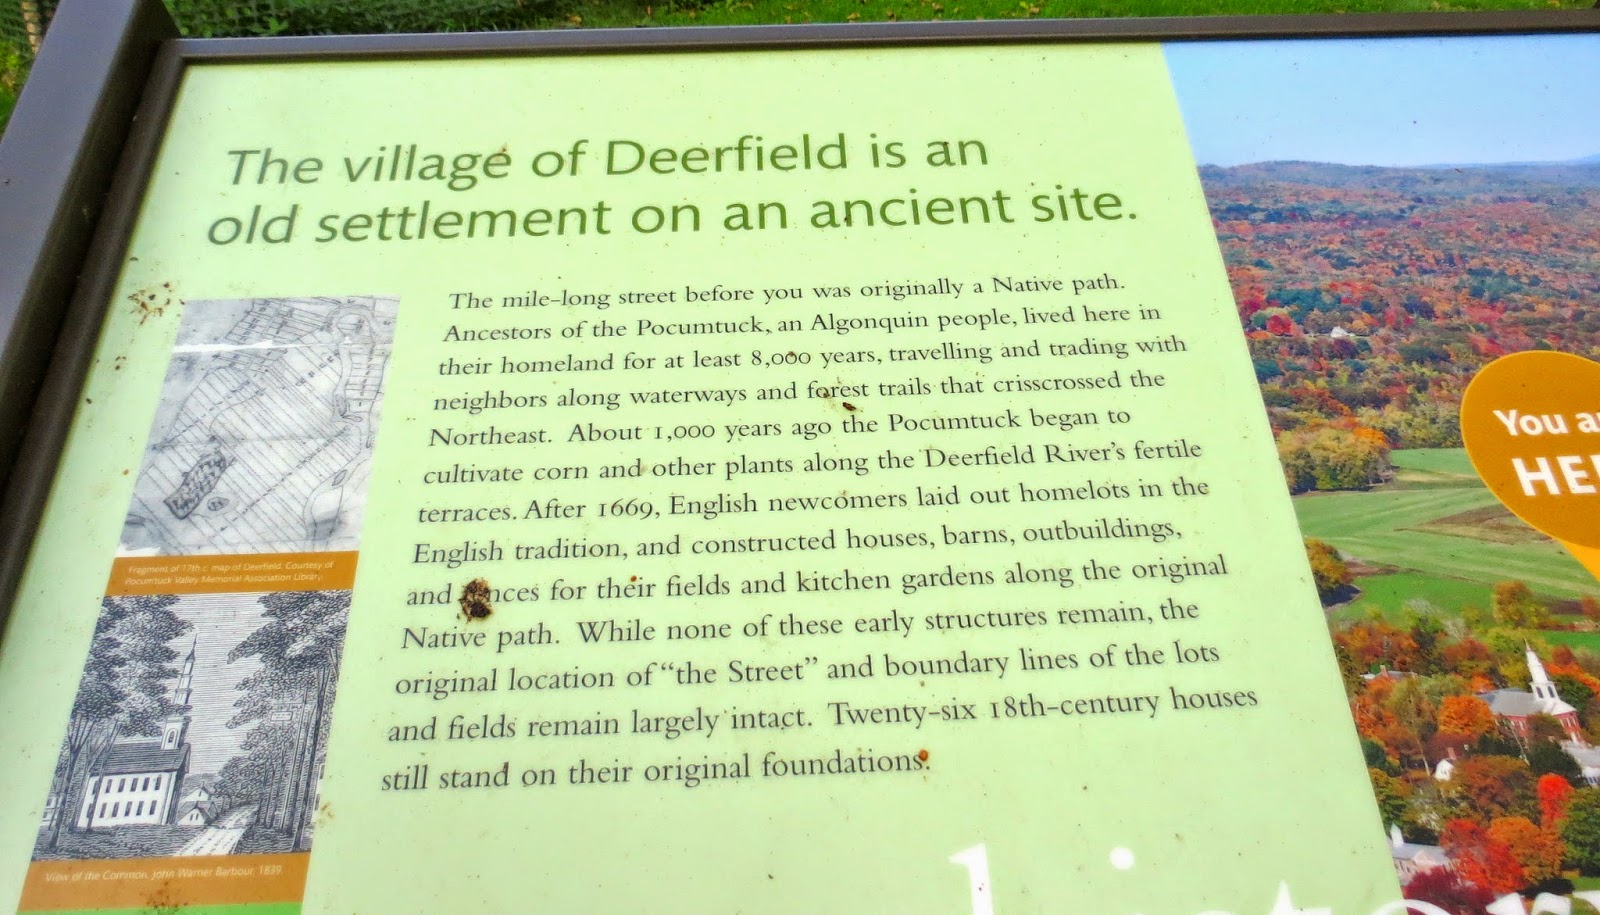 The village of Deerfield is an
old settlement on an ancient site.
The mile-long street before you was originally a Native path.
Ancestors of the Pocumtuck, an Algonquin people, lived here in
their homeland for at least 8,000 years, travelling and trading with
neighbors along waterways and forest trails that crisscrossed the
Northeast. About 1,000 years ago the Pocumtuck began to
cultivate corn and other plants along the Deerfield River's fertile
terraces. After 1669, English newcomers laid out homelots in the
English tradition, and constructed houses, barns, outbuildings,
and nces for their fields and kitchen gardens along the original
Native path. While none of these early structures remain, the
original location of "the Street" and boundary lines of the lots
and fields remain largely intact. Twenty-six 18th-century houses
still stand on their original foundations.
Fragment of 17th c. map of Deerfield. Courtesy of
Pocumtuck Valley Memorial Association Library.
View of the Common, John Warner Barbour, 1839.
You a
HE